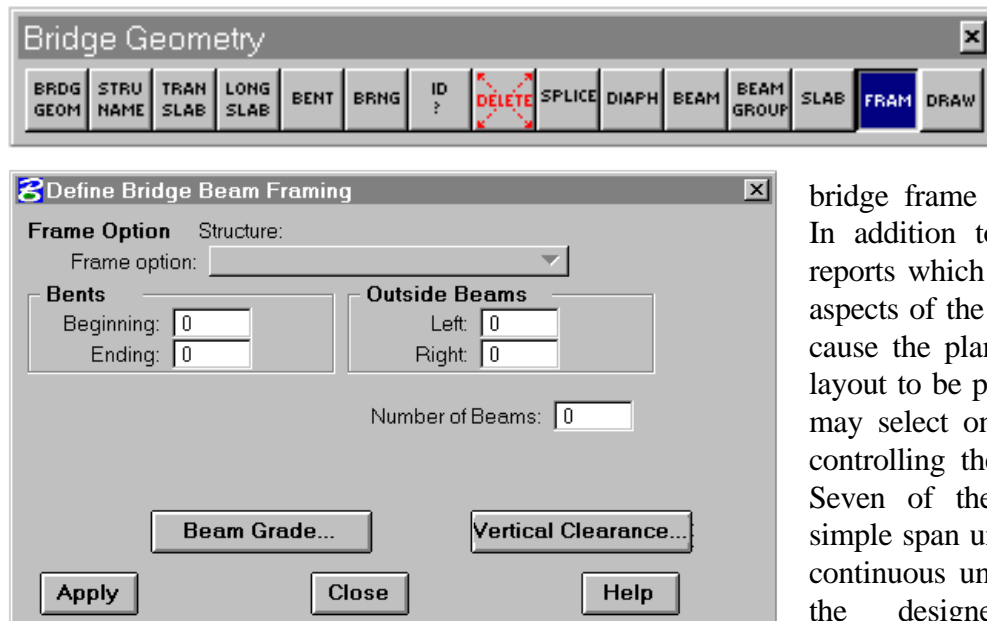 Bridge Geometry
BRDG GEOM STRU NAME TRAN SLAB LONG SLAB BENT BRNG ID ? DELETE SPLICE DIAPH BEAM BEAM GROUP SLAB FRAM DRAW
Define Bridge Beam Framing
Frame Option Structure:
Frame option:
Bents Outside Beams
Beginning: 0 Left: 0
Ending: 0 Right: 0
Number of Beams: 0
Beam Grade... Vertical Clearance...
Apply Close Help
bridge frame
In addition to
reports which
aspects of the
cause the plan
layout to be p
may select on
controlling the
Seven of the
simple span un
continuous un
the designe